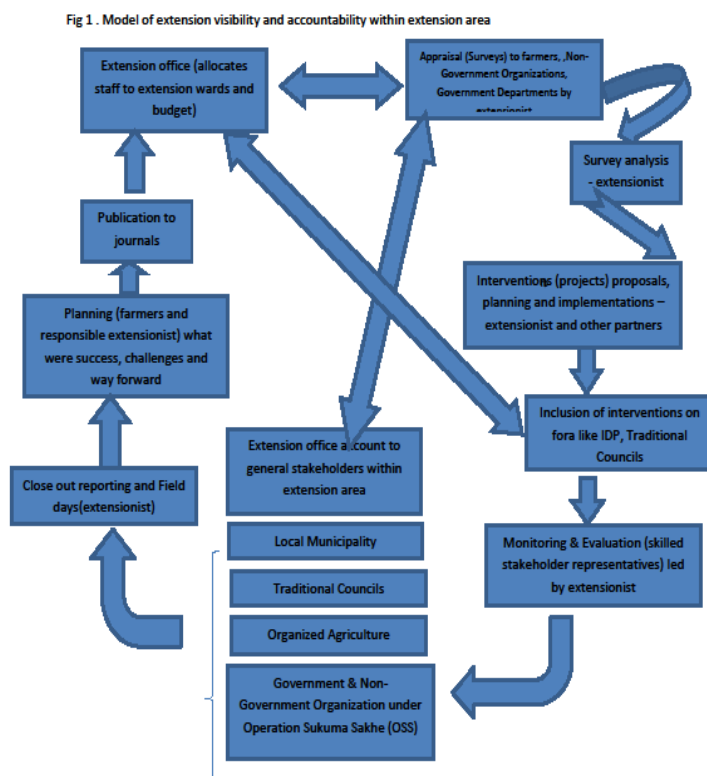 Fig 1 . Model of extension visibility and accountability within extension area
Extension office (allocates
staff to extension wards and
budget)
Appraisal (Surveys) to farmers, ,Non-
Government Organizations,
Government Departments by
extensionist
Survey analysis
- extensionist
Publication to
journals
Interventions (projects) proposals,
planning and implementations –
extensionist and other partners
Planning (farmers and
responsible extensionist) what
were success, challenges and
way forward
Inclusion of interventions on
fora like IDP, Traditional
Councils
Extension office account to
general stakeholders within
extension area
Close out reporting and Field
days(extensionist)
Local Municipality
Monitoring & Evaluation (skilled
stakeholder representatives) led
by extensionist
Traditional Councils
Organized Agriculture
Government & Non-
Government Organization under
Operation Sukuma Sakhe (OSS)